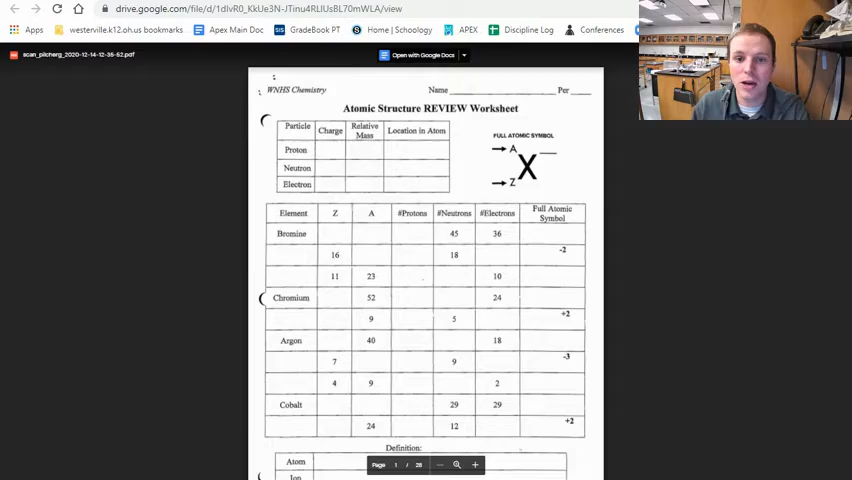 drive.google.com/file/d/1dlvR0_KkUe3N-JTinu4RLlUsBL70mWLA/view
Apps westerville.k12.oh.us bookmarks Apex Main Doc GradeBook PT SIS Home | Schoology APEX Discipline Log Conferences
scan_pilcherg_2020-12-14-12-35-52.pdf
Open with Google Docs
WNHS Chemistry Name Per
Atomic Structure REVIEW Worksheet
Particle Charge Relative Mass Location in Atom
Proton
Neutron
Electron
FULL ATOMIC SYMBOL
A
X
Z
Element Z A #Protons #Neutrons #Electrons Full Atomic Symbol
Bromine 45 36
16 18 -2
11 23 10
Chromium 52 24
9 5 +2
Argon 40 18
7 9 -3
4 9 2
Cobalt 29 29
24 12 +2
Definition:
Atom
Ion
Page 1 / 28